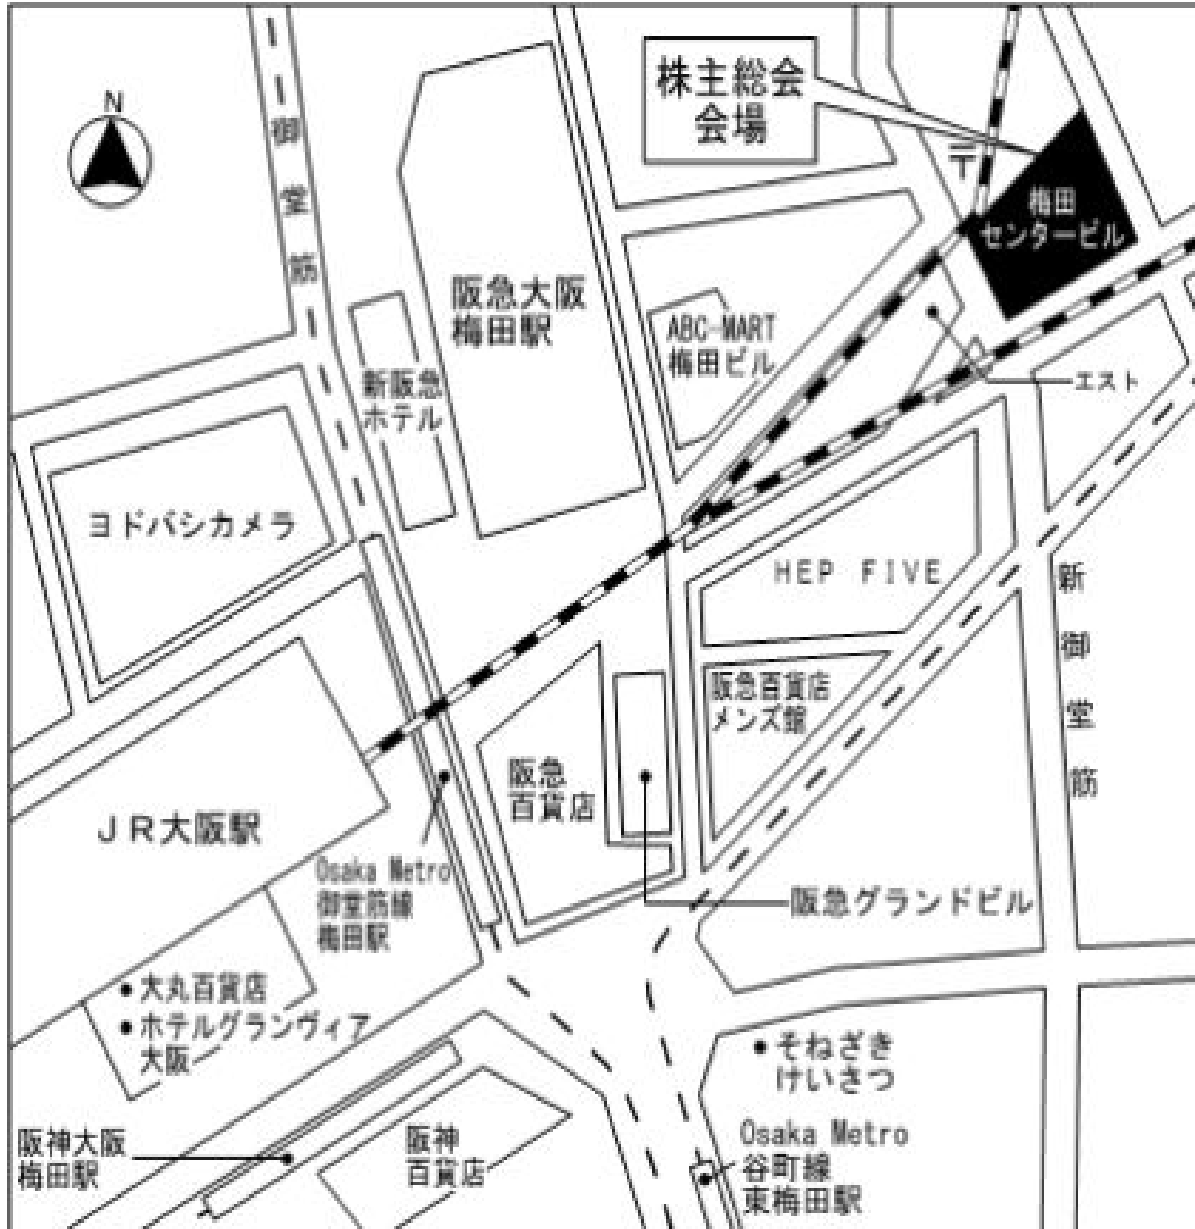 N
御堂筋
株主総会
会場
〒
梅田
センタービル
阪急大阪
梅田駅
ABC-MART
梅田ビル
新阪急
ホテル
エスト
ヨドバシカメラ
HEP FIVE
新御堂筋
阪急百貨店
メンズ館
阪急
百貨店
JR大阪駅
Osaka Metro
御堂筋線
梅田駅
阪急グランドビル
大丸百貨店
ホテルグランヴィア
大阪
そねざき
けいさつ
阪神大阪
梅田駅
阪神
百貨店
Osaka Metro
谷町線
東梅田駅